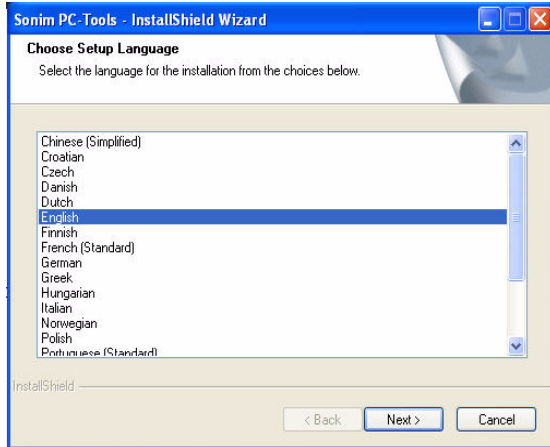 Sonim PC-Tools - InstallShield Wizard
Choose Setup Language
Select the language for the installation from the choices below.
Chinese (Simplified)
Croatian
Czech
Danish
Dutch
English
Finnish
French (Standard)
German
Greek
Hungarian
Italian
Norwegian
Polish
Portuguese (Standard)
InstallShield
< Back
Next >
Cancel